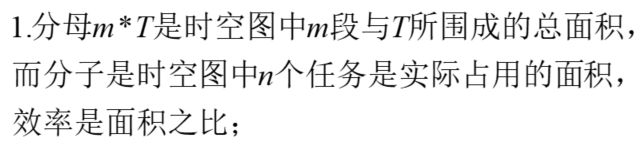 1.分母m*T是时空图中m段与T所围成的总面积，
而分子是时空图中n个任务是实际占用的面积，
效率是面积之比；